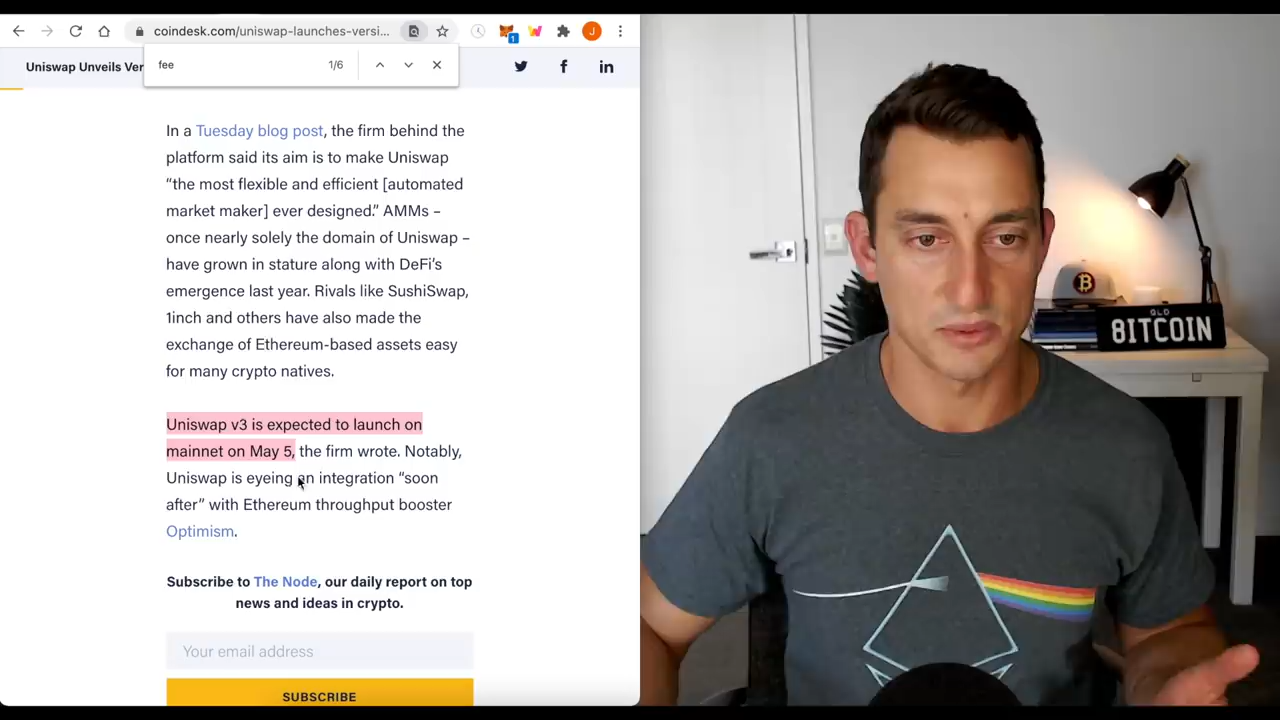 coindesk.com/uniswap-launches-versi...
1
J
Uniswap Unveils Ver
fee
1/6
In a Tuesday blog post, the firm behind the
platform said its aim is to make Uniswap
“the most flexible and efficient [automated
market maker] ever designed.” AMMs –
once nearly solely the domain of Uniswap –
have grown in stature along with DeFi’s
emergence last year. Rivals like SushiSwap,
1inch and others have also made the
exchange of Ethereum-based assets easy
for many crypto natives.
Uniswap v3 is expected to launch on
mainnet on May 5, the firm wrote. Notably,
Uniswap is eyeing an integration “soon
after” with Ethereum throughput booster
Optimism.
Subscribe to The Node, our daily report on top
news and ideas in crypto.
Your email address
SUBSCRIBE
QLD
8ITCOIN